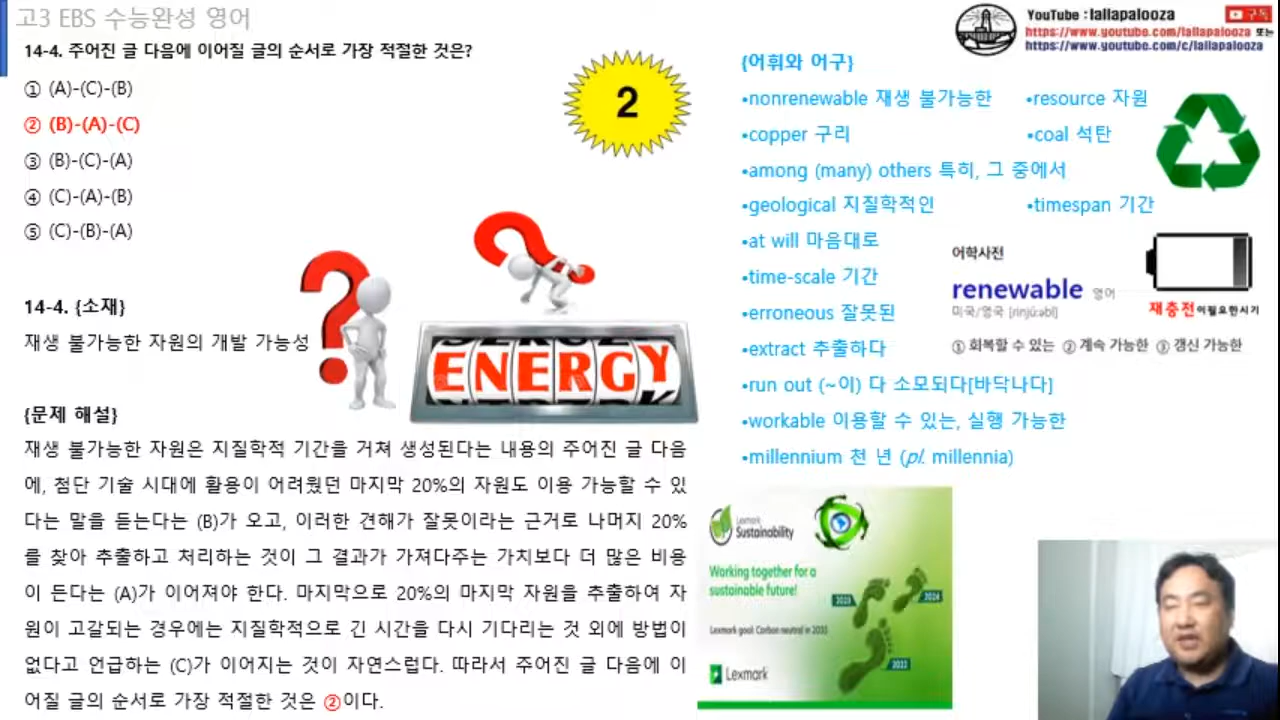 고3 EBS 수능완성 영어
14-4. 주어진 글 다음에 이어질 글의 순서로 가장 적절한 것은?
① (A)-(C)-(B)
② (B)-(A)-(C)
③ (B)-(C)-(A)
④ (C)-(A)-(B)
⑤ (C)-(B)-(A)
2
14-4. {소재}
재생 불가능한 자원의 개발 가능성
ENERGY
{문제 해설}
재생 불가능한 자원은 지질학적 기간을 거쳐 생성된다는 내용의 주어진 글 다음
에, 첨단 기술 시대에 활용이 어려웠던 마지막 20%의 자원도 이용 가능할 수 있
다는 말을 듣는다는 (B)가 오고, 이러한 견해가 잘못이라는 근거로 나머지 20%
를 찾아 추출하고 처리하는 것이 그 결과가 가져다주는 가치보다 더 많은 비용
이 든다는 (A)가 이어져야 한다. 마지막으로 20%의 마지막 자원을 추출하여 자
원이 고갈되는 경우에는 지질학적으로 긴 시간을 다시 기다리는 것 외에 방법이
없다고 언급하는 (C)가 이어지는 것이 자연스럽다. 따라서 주어진 글 다음에 이
어질 글의 순서로 가장 적절한 것은 ②이다.
YouTube : lallapalooza 구독
https://www.youtube.com/lallapalooza 또는
https://www.youtube.com/c/lallapalooza
{어휘와 어구}
•nonrenewable 재생 불가능한 •resource 자원
•copper 구리 •coal 석탄
•among (many) others 특히, 그 중에서
•geological 지질학적인 •timespan 기간
•at will 마음대로
•time-scale 기간
•erroneous 잘못된
•extract 추출하다
•run out (~이) 다 소모되다[바닥나다]
•workable 이용할 수 있는, 실행 가능한
•millennium 천 년 (pl. millennia)
어학사전
renewable 영어
미국/영국 [rinjúːəbl]
① 회복할 수 있는 ② 계속 가능한 ③ 갱신 가능한
재충전이필요한시기
Lexmark
Sustainability
Working together for a
sustainable future!
2023
2024
Lexmark goal: Carbon neutral in 2035
2022
Lexmark